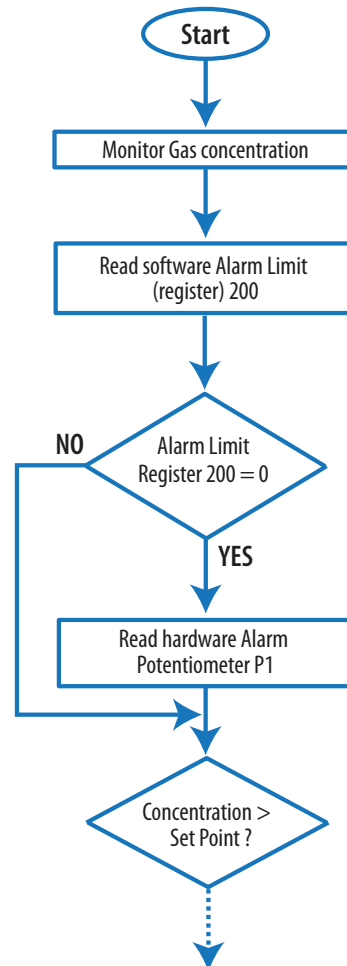 Start
Monitor Gas concentration
Read software Alarm Limit
(register) 200
Alarm Limit
Register 200 = 0
NO
YES
Read hardware Alarm
Potentiometer P1
Concentration >
Set Point ?